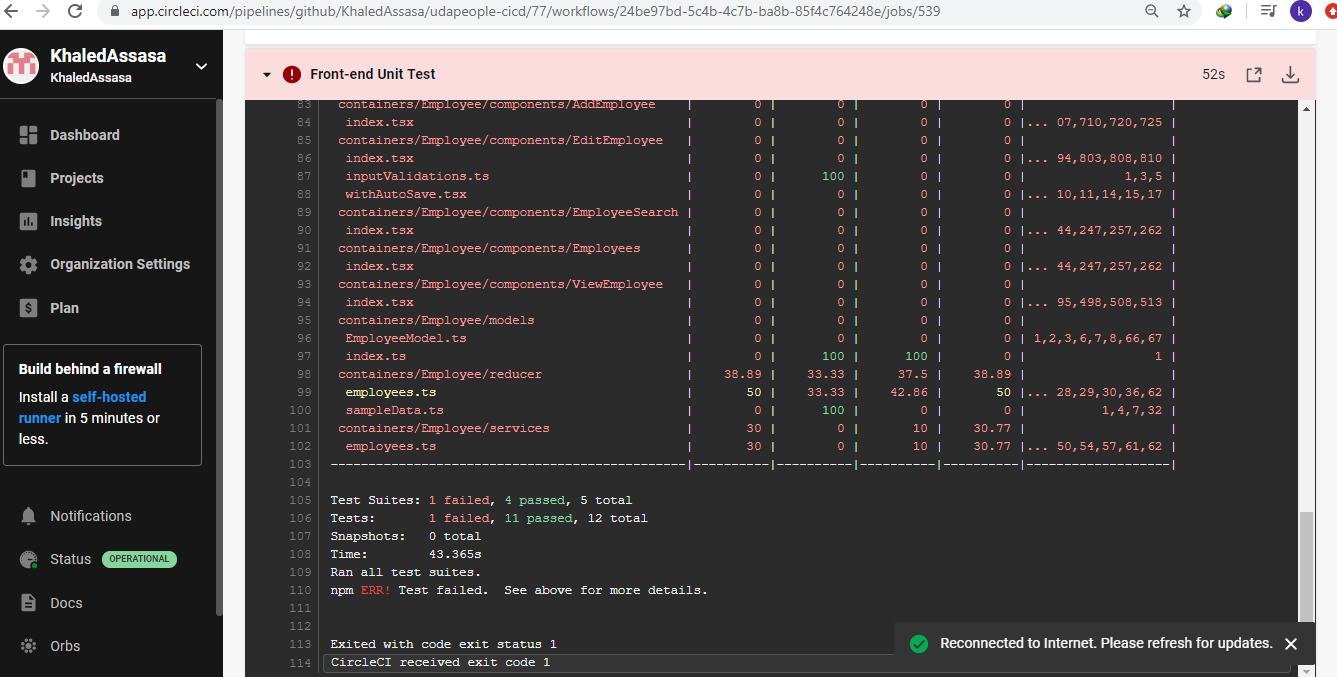 app.circleci.com/pipelines/github/KhaledAssasa/udapeople-cicd/77/workflows/24be97bd-5c4b-4c7b-ba8b-85f4c764248e/jobs/539
k
KhaledAssasa
KhaledAssasa
Dashboard
Projects
Insights
Organization Settings
$ Plan
Build behind a firewall
Install a self-hosted
runner in 5 minutes or
less.
Notifications
Status OPERATIONAL
Docs
Orbs
! Front-end Unit Test 52s
83 containers/Employee/components/AddEmployee | 0 | 0 | 0 | 0 | |
84 index.tsx | 0 | 0 | 0 | 0 |... 07,710,720,725 |
85 containers/Employee/components/EditEmployee | 0 | 0 | 0 | 0 | |
86 index.tsx | 0 | 0 | 0 | 0 |... 94,803,808,810 |
87 inputValidations.ts | 0 | 100 | 0 | 0 | 1,3,5 |
88 withAutoSave.tsx | 0 | 0 | 0 | 0 |... 10,11,14,15,17 |
89 containers/Employee/components/EmployeeSearch | 0 | 0 | 0 | 0 | |
90 index.tsx | 0 | 0 | 0 | 0 |... 44,247,257,262 |
91 containers/Employee/components/Employees | 0 | 0 | 0 | 0 | |
92 index.tsx | 0 | 0 | 0 | 0 |... 44,247,257,262 |
93 containers/Employee/components/ViewEmployee | 0 | 0 | 0 | 0 | |
94 index.tsx | 0 | 0 | 0 | 0 |... 95,498,508,513 |
95 containers/Employee/models | 0 | 0 | 0 | 0 | |
96 EmployeeModel.ts | 0 | 0 | 0 | 0 | 1,2,3,6,7,8,66,67 |
97 index.ts | 0 | 100 | 100 | 0 | 1 |
98 containers/Employee/reducer | 38.89 | 33.33 | 37.5 | 38.89 | |
99 employees.ts | 50 | 33.33 | 42.86 | 50 |... 28,29,30,36,62 |
100 sampleData.ts | 0 | 100 | 0 | 0 | 1,4,7,32 |
101 containers/Employee/services | 30 | 0 | 10 | 30.77 | |
102 employees.ts | 30 | 0 | 10 | 30.77 |... 50,54,57,61,62 |
103 -----------------------------------------------|----------|----------|----------|----------|-------------------|
104
105 Test Suites: 1 failed, 4 passed, 5 total
106 Tests: 1 failed, 11 passed, 12 total
107 Snapshots: 0 total
108 Time: 43.365s
109 Ran all test suites.
110 npm ERR! Test failed. See above for more details.
111
112
113 Exited with code exit status 1
114 CircleCI received exit code 1
Reconnected to Internet. Please refresh for updates.